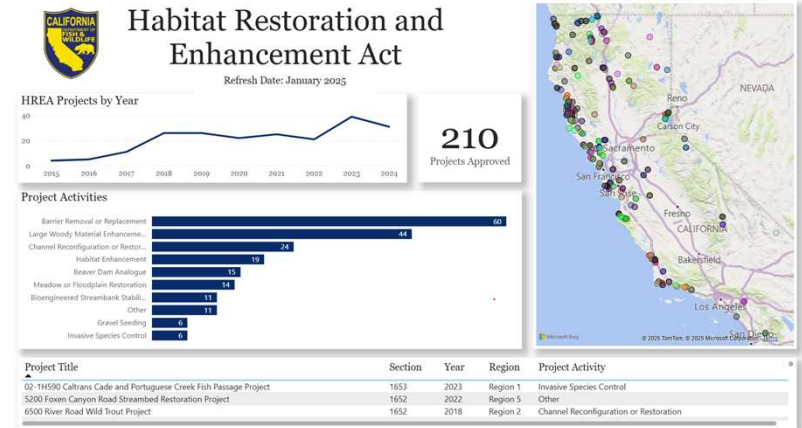 CALIFORNIA
DEPARTMENT OF
FISH &
WILDLIFE
Habitat Restoration and
Enhancement Act
Refresh Date: January 2025
HREA Projects by Year
40
20
0
2015 2016 2017 2018 2019 2020 2021 2022 2023 2024
210
Projects Approved
Project Activities
Barrier Removal or Replacement 60
Large Woody Material Enhanceme... 44
Channel Reconfiguration or Restor... 24
Habitat Enhancement 19
Beaver Dam Analogue 15
Meadow or Floodplain Restoration 14
Bioengineered Streambank Stabili... 11
Other 11
Gravel Seeding 6
Invasive Species Control 6
NEVADA
Reno
Carson City
Sacramento
San Francisco
San Jose
Fresno
CALIFORNIA
Bakersfield
Los Angeles
San Diego
Microsoft Bing
© 2025 TomTom, © 2025 Microsoft Corporation Terms
Project Title Section Year Region Project Activity
02-1H590 Caltrans Cade and Portuguese Creek Fish Passage Project 1653 2023 Region 1 Invasive Species Control
5200 Foxen Canyon Road Streambed Restoration Project 1652 2022 Region 5 Other
6500 River Road Wild Trout Project 1652 2018 Region 2 Channel Reconfiguration or Restoration